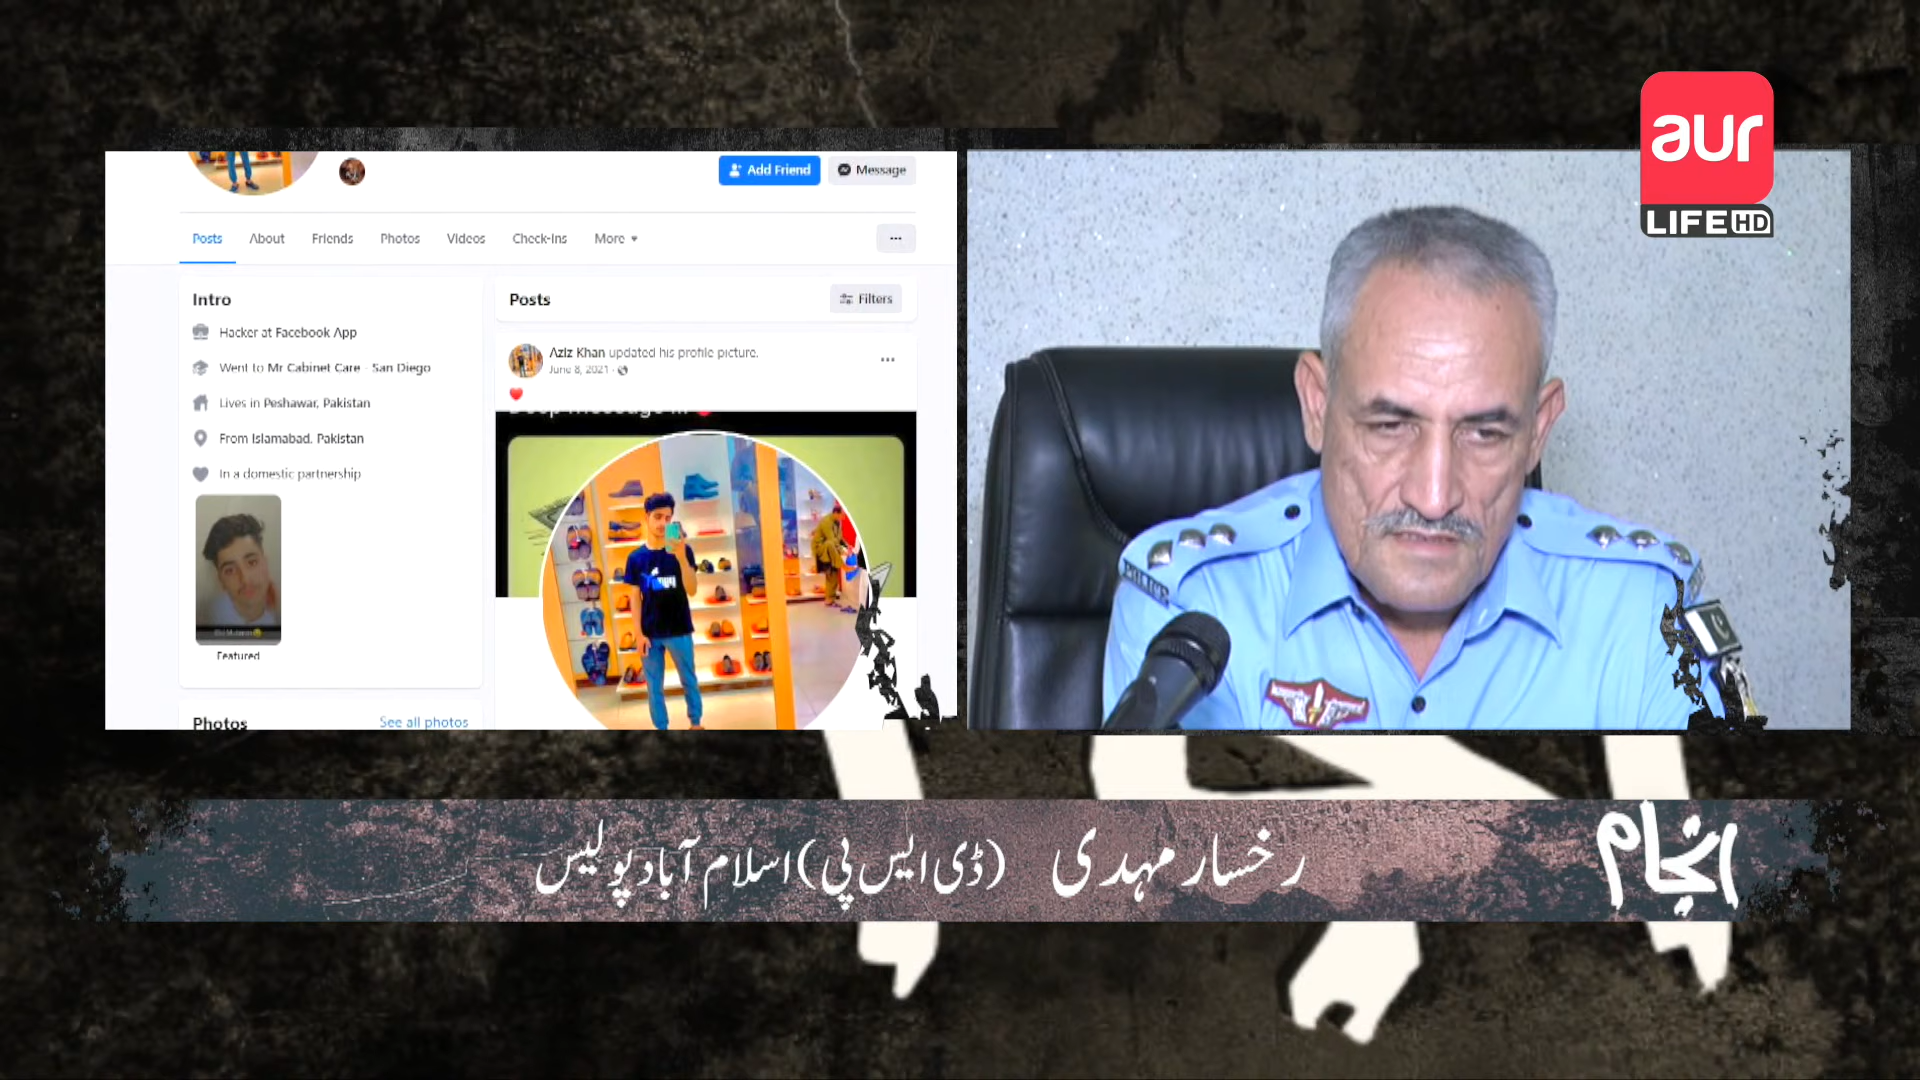 aur
LIFE HD
Add Friend
Message
Posts
About
Friends
Photos
Videos
Check-Ins
More
Intro
Hacker at Facebook App
Went to Mr Cabinet Care - San Diego
Lives in Peshawar, Pakistan
From Islamabad, Pakistan
In a domestic partnership
Featured
Photos
See all photos
Posts
Filters
Aziz Khan updated his profile picture.
June 8, 2021
POLICE
رخسار مہدی (ڈی ایس پی) اسلام آباد پولیس
انجام